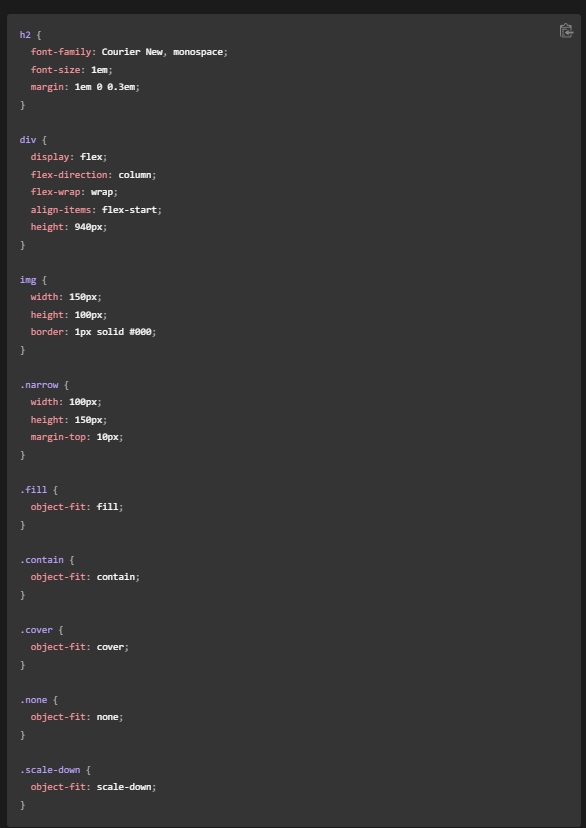 h2 {
  font-family: Courier New, monospace;
  font-size: 1em;
  margin: 1em 0 0.3em;
}

div {
  display: flex;
  flex-direction: column;
  flex-wrap: wrap;
  align-items: flex-start;
  height: 940px;
}

img {
  width: 150px;
  height: 100px;
  border: 1px solid #000;
}

.narrow {
  width: 100px;
  height: 150px;
  margin-top: 10px;
}

.fill {
  object-fit: fill;
}

.contain {
  object-fit: contain;
}

.cover {
  object-fit: cover;
}

.none {
  object-fit: none;
}

.scale-down {
  object-fit: scale-down;
}